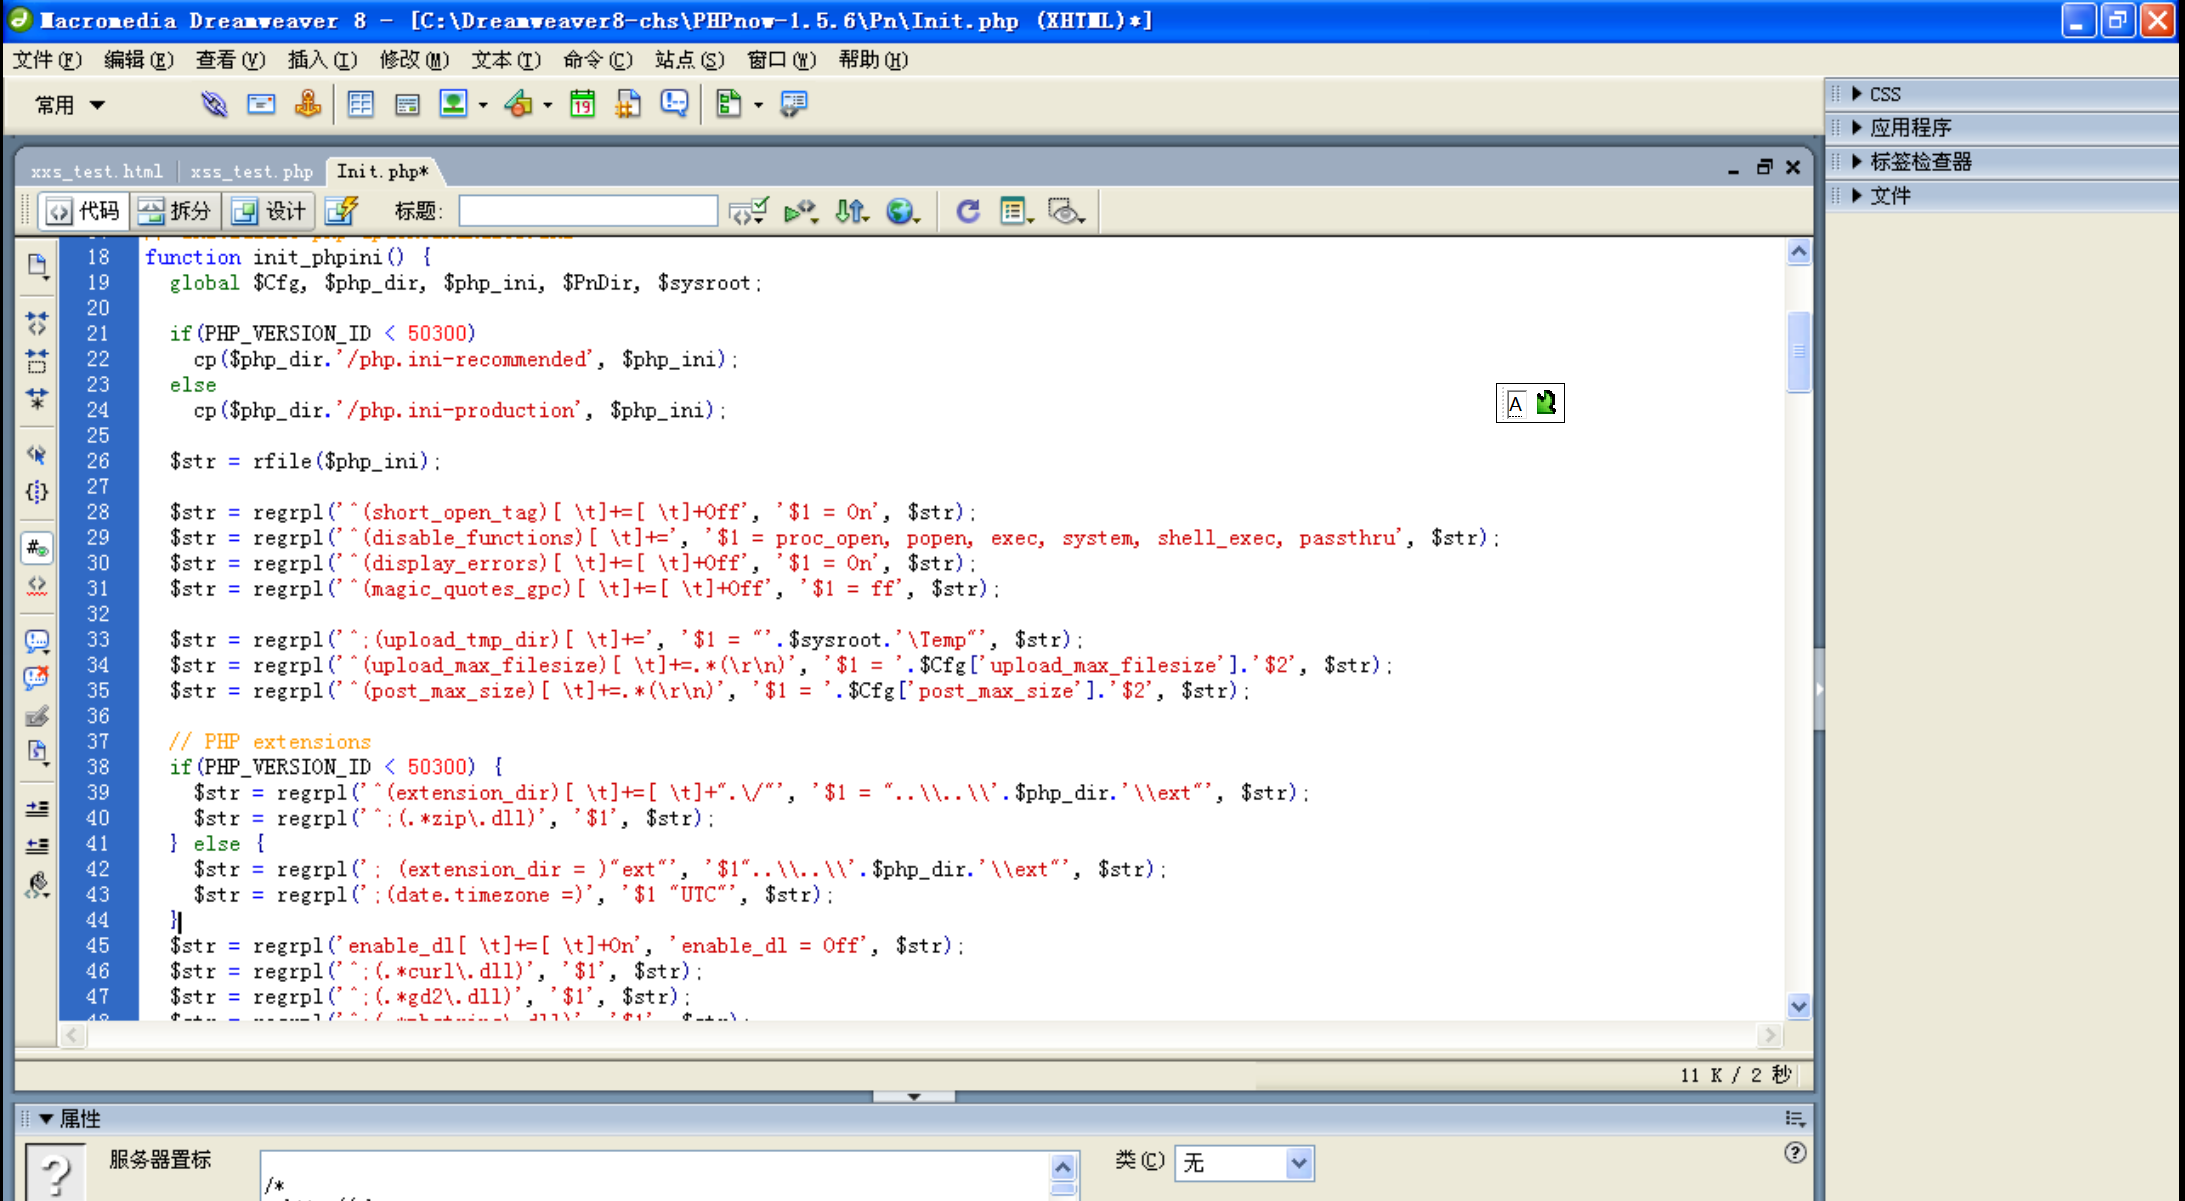 Macromedia Dreamweaver 8 - [C:\Dreamweaver8-chs\PHPnow-1.5.6\Pn\Init.php (XHTML)*]
文件(F) 编辑(E) 查看(V) 插入(I) 修改(M) 文本(T) 命令(C) 站点(S) 窗口(W) 帮助(H)
常用
19
CSS
应用程序
标签检查器
文件
xxs_test.html xss_test.php Init.php*
代码 拆分 设计 标题:
18 function init_phpini() {
19 global $Cfg, $php_dir, $php_ini, $PnDir, $sysroot;
20
21 if(PHP_VERSION_ID < 50300)
22 cp($php_dir.'/php.ini-recommended', $php_ini);
23 else
24 cp($php_dir.'/php.ini-production', $php_ini);
25
26 $str = rfile($php_ini);
27
28 $str = regrpl('^(short_open_tag)[ \t]+=[ \t]+Off', '$1 = On', $str);
29 $str = regrpl('^(disable_functions)[ \t]+=', '$1 = proc_open, popen, exec, system, shell_exec, passthru', $str);
30 $str = regrpl('^(display_errors)[ \t]+=[ \t]+Off', '$1 = On', $str);
31 $str = regrpl('^(magic_quotes_gpc)[ \t]+=[ \t]+Off', '$1 = ff', $str);
32
33 $str = regrpl('^;(upload_tmp_dir)[ \t]+=', '$1 = "'.$sysroot.'\Temp"', $str);
34 $str = regrpl('^(upload_max_filesize)[ \t]+=.*(\r\n)', '$1 = '.$Cfg['upload_max_filesize'].'$2', $str);
35 $str = regrpl('^(post_max_size)[ \t]+=.*(\r\n)', '$1 = '.$Cfg['post_max_size'].'$2', $str);
36
37 // PHP extensions
38 if(PHP_VERSION_ID < 50300) {
39 $str = regrpl('^(extension_dir)[ \t]+=[ \t]+".\/"', '$1 = "..\\..\\'.$php_dir.'\\ext"', $str);
40 $str = regrpl('^;(.*zip\.dll)', '$1', $str);
41 } else {
42 $str = regrpl('; (extension_dir = )"ext"', '$1"..\\..\\'.$php_dir.'\\ext"', $str);
43 $str = regrpl(';(date.timezone =)', '$1 "UTC"', $str);
44 }
45 $str = regrpl('enable_dl[ \t]+=[ \t]+On', 'enable_dl = Off', $str);
46 $str = regrpl('^;(.*curl\.dll)', '$1', $str);
47 $str = regrpl('^;(.*gd2\.dll)', '$1', $str);
A
11 K / 2 秒
属性
服务器置标
/*
类(C) 无